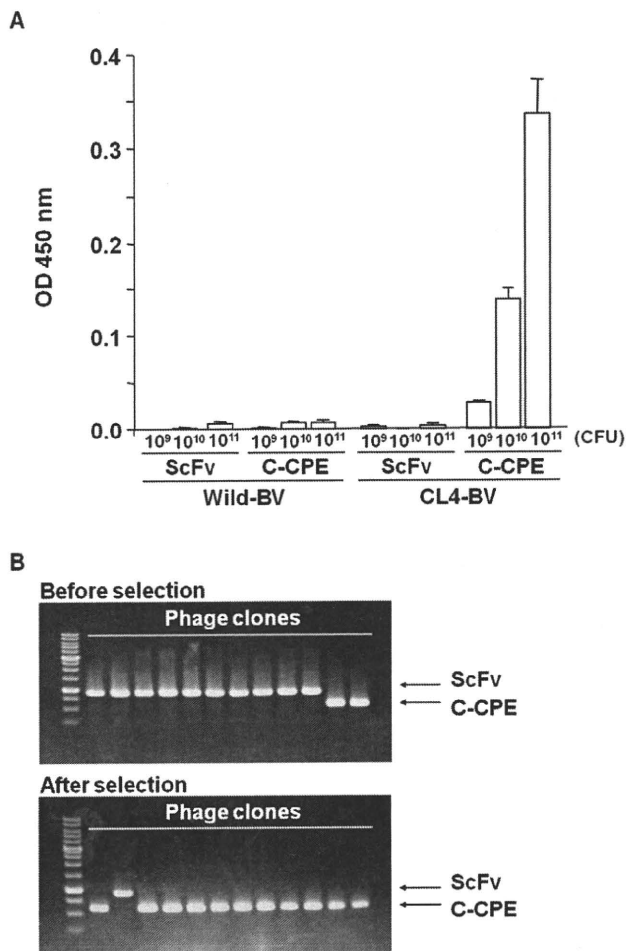 A
0.4
0.3
0.2
0.1
0.0
OD 450 nm
10⁹ 10¹⁰ 10¹¹ 10⁹ 10¹⁰ 10¹¹ 10⁹ 10¹⁰ 10¹¹ 10⁹ 10¹⁰ 10¹¹ (CFU)
ScFv C-CPE ScFv C-CPE
Wild-BV CL4-BV
B
Before selection
Phage clones
ScFv
C-CPE
After selection
Phage clones
ScFv
C-CPE